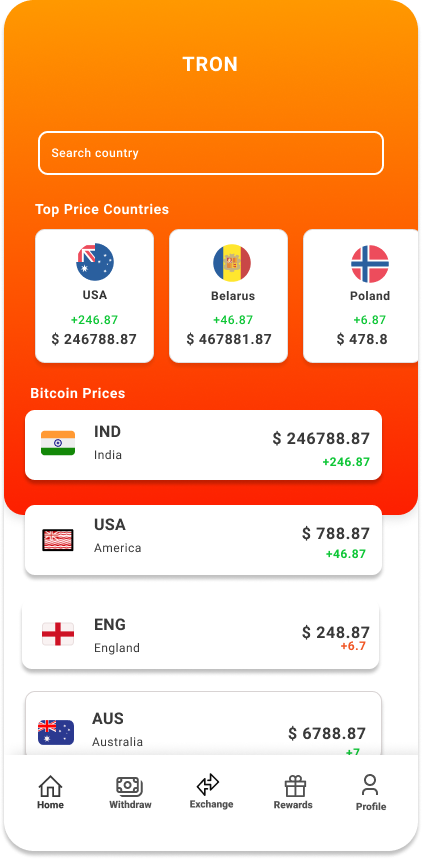 TRON
Search country
Top Price Countries
USA
+246.87
$ 246788.87
Belarus
+46.87
$ 467881.87
Poland
+6.87
$ 478.8
Bitcoin Prices
IND
India
$ 246788.87
+246.87
USA
America
$ 788.87
+46.87
ENG
England
$ 248.87
+6.7
AUS
Australia
$ 6788.87
+7
Home
Withdraw
Exchange
Rewards
Profile